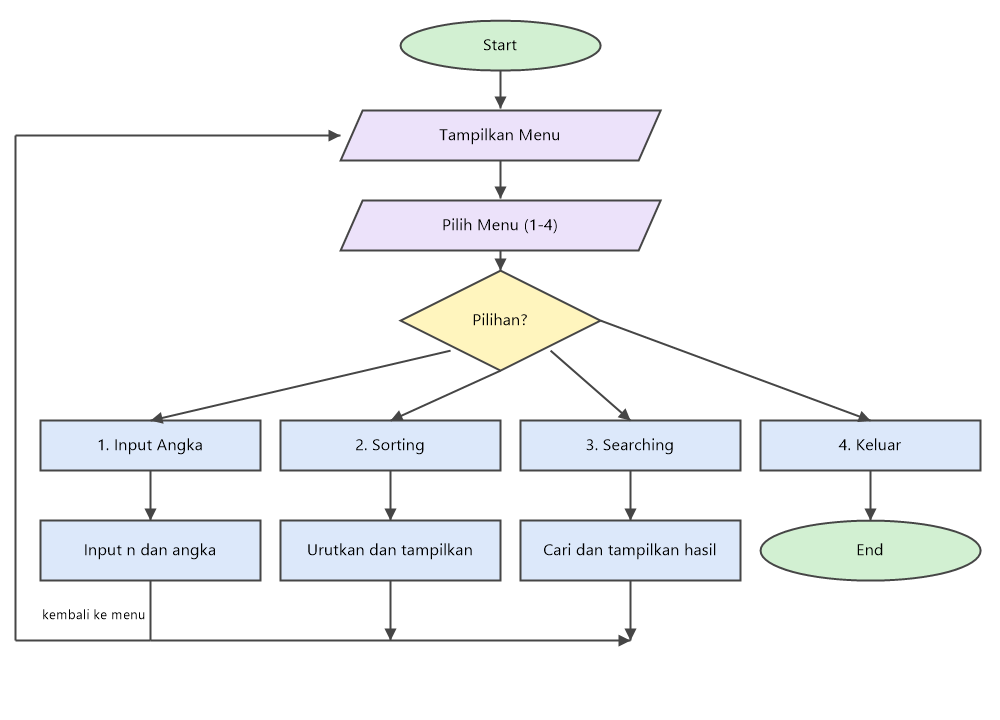 Start
Tampilkan Menu
Pilih Menu (1-4)
Pilihan?
1. Input Angka
2. Sorting
3. Searching
4. Keluar
Input n dan angka
Urutkan dan tampilkan
Cari dan tampilkan hasil
End
kembali ke menu